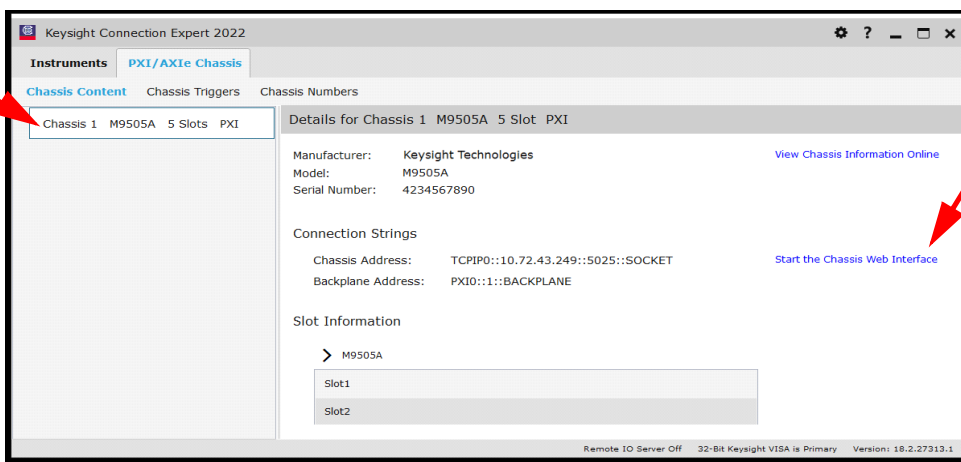 Keysight Connection Expert 2022
?
Instruments PXI/AXIe Chassis
Chassis Content Chassis Triggers Chassis Numbers
Chassis 1 M9505A 5 Slots PXI
Details for Chassis 1 M9505A 5 Slot PXI
Manufacturer: Keysight Technologies
View Chassis Information Online
Model: M9505A
Serial Number: 4234567890
Connection Strings
Chassis Address: TCPIP0::10.72.43.249::5025::SOCKET
Start the Chassis Web Interface
Backplane Address: PXI0::1::BACKPLANE
Slot Information
M9505A
Slot1
Slot2
Remote IO Server Off 32-Bit Keysight VISA is Primary Version: 18.2.27313.1